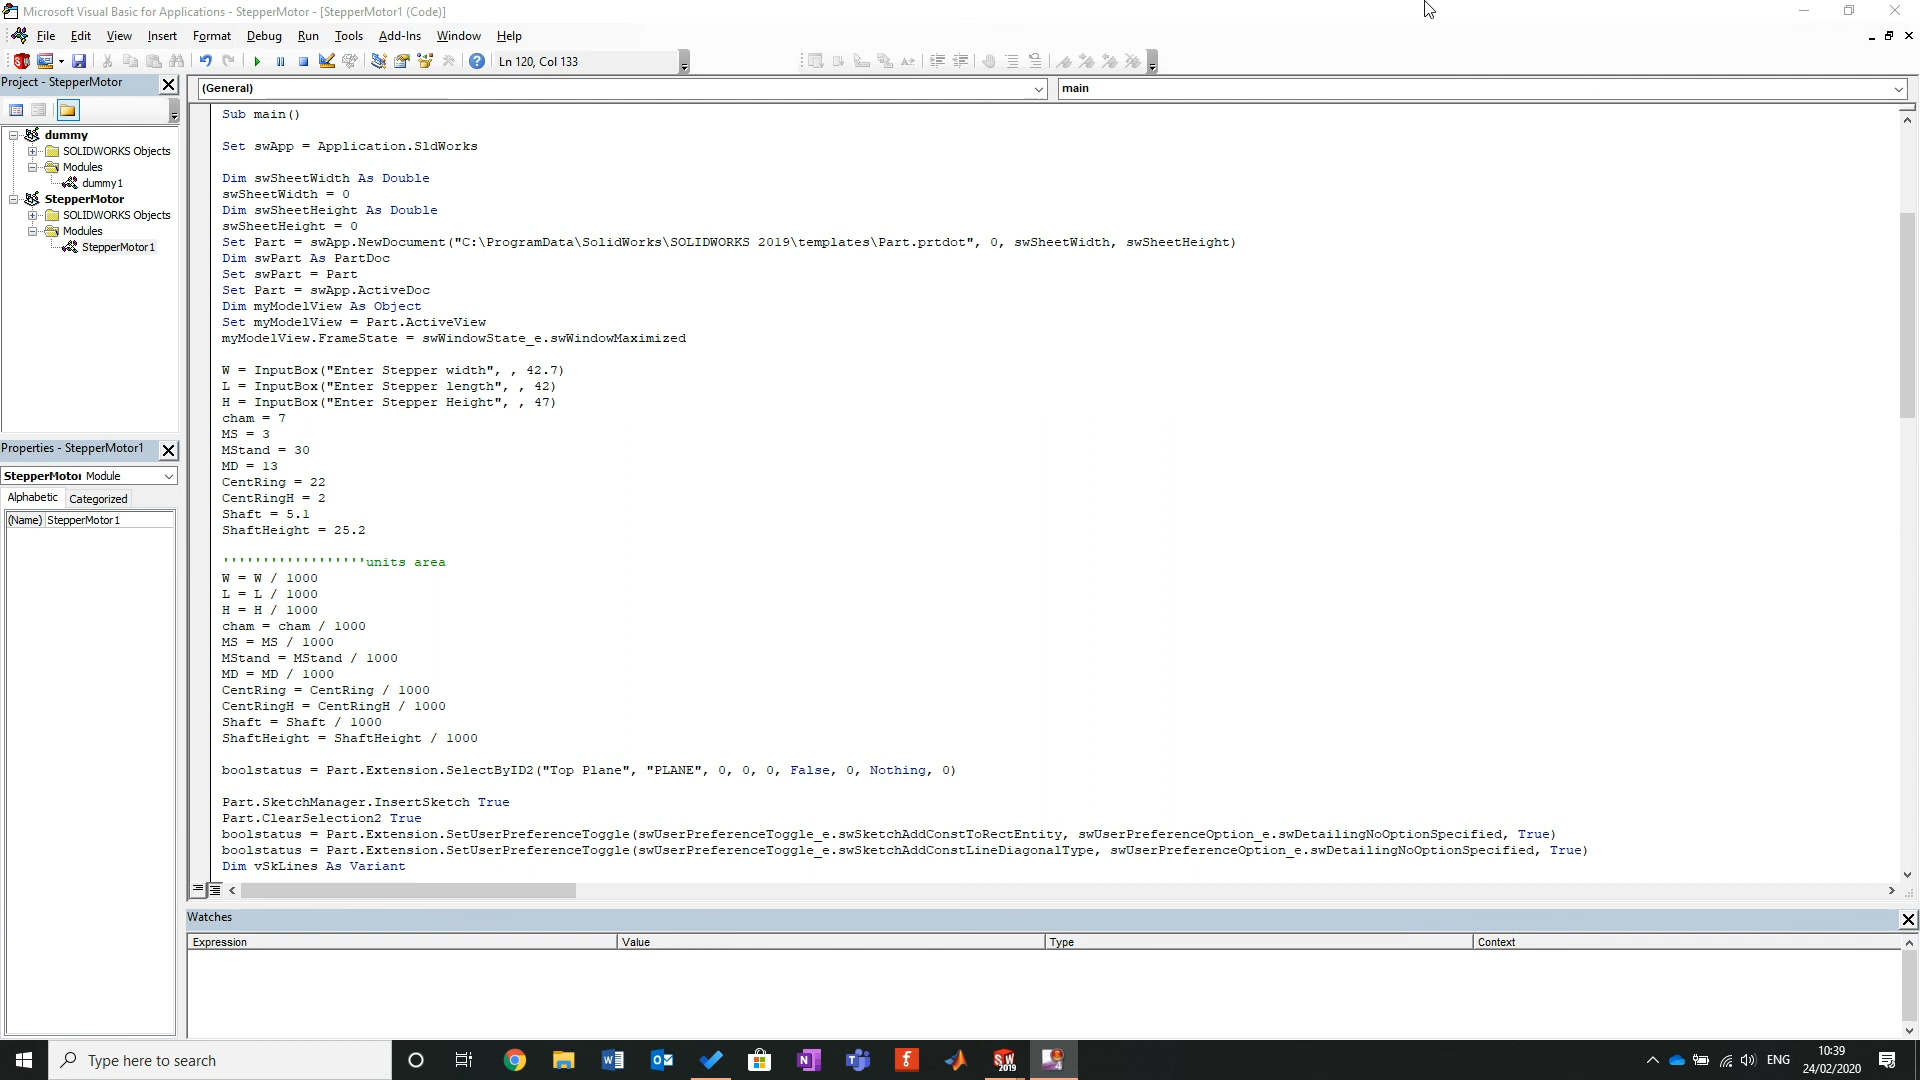 Microsoft Visual Basic for Applications - StepperMotor - [StepperMotor1 (Code)]
File Edit View Insert Format Debug Run Tools Add-Ins Window Help
Ln 120, Col 133
Project - StepperMotor
(General)
main
dummy
SOLIDWORKS Objects
Modules
dummy1
StepperMotor
SOLIDWORKS Objects
Modules
StepperMotor1
Properties - StepperMotor1
StepperMotor Module
Alphabetic Categorized
(Name) StepperMotor1
Sub main()
Set swApp = Application.SldWorks
Dim swSheetWidth As Double
swSheetWidth = 0
Dim swSheetHeight As Double
swSheetHeight = 0
Set Part = swApp.NewDocument("C:\ProgramData\SolidWorks\SOLIDWORKS 2019\templates\Part.prtdot", 0, swSheetWidth, swSheetHeight)
Dim swPart As PartDoc
Set swPart = Part
Set Part = swApp.ActiveDoc
Dim myModelView As Object
Set myModelView = Part.ActiveView
myModelView.FrameState = swWindowState_e.swWindowMaximized
W = InputBox("Enter Stepper width", , 42.7)
L = InputBox("Enter Stepper length", , 42)
H = InputBox("Enter Stepper Height", , 47)
cham = 7
MS = 3
MStand = 30
MD = 13
CentRing = 22
CentRingH = 2
Shaft = 5.1
ShaftHeight = 25.2
''''''''''''''''''units area
W = W / 1000
L = L / 1000
H = H / 1000
cham = cham / 1000
MS = MS / 1000
MStand = MStand / 1000
MD = MD / 1000
CentRing = CentRing / 1000
CentRingH = CentRingH / 1000
Shaft = Shaft / 1000
ShaftHeight = ShaftHeight / 1000
boolstatus = Part.Extension.SelectByID2("Top Plane", "PLANE", 0, 0, 0, False, 0, Nothing, 0)
Part.SketchManager.InsertSketch True
Part.ClearSelection2 True
boolstatus = Part.Extension.SetUserPreferenceToggle(swUserPreferenceToggle_e.swSketchAddConstToRectEntity, swUserPreferenceOption_e.swDetailingNoOptionSpecified, True)
boolstatus = Part.Extension.SetUserPreferenceToggle(swUserPreferenceToggle_e.swSketchAddConstLineDiagonalType, swUserPreferenceOption_e.swDetailingNoOptionSpecified, True)
Dim vSkLines As Variant
Watches
Expression Value Type Context
Type here to search
SW 2019
ENG
10:39
24/02/2020